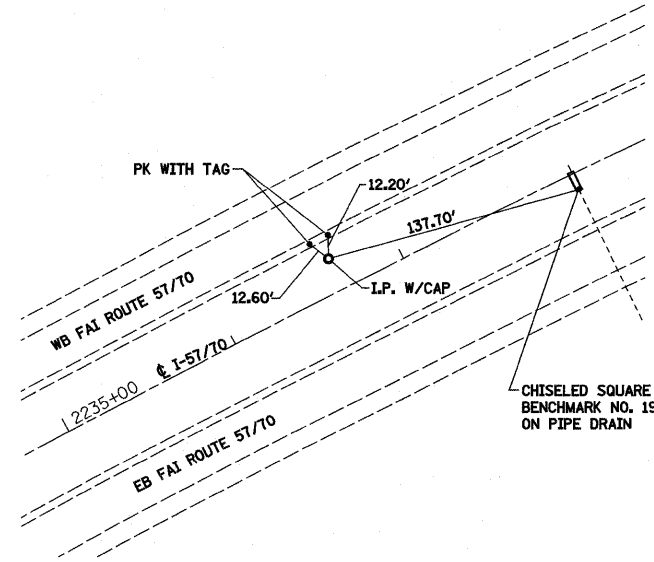 PK WITH TAG
12.20'
137.70'
12.60'
I.P. W/CAP
WB FAI ROUTE 57/70
℄ I-57/70
2235+00
EB FAI ROUTE 57/70
CHISELED SQUARE
BENCHMARK NO. 19
ON PIPE DRAIN